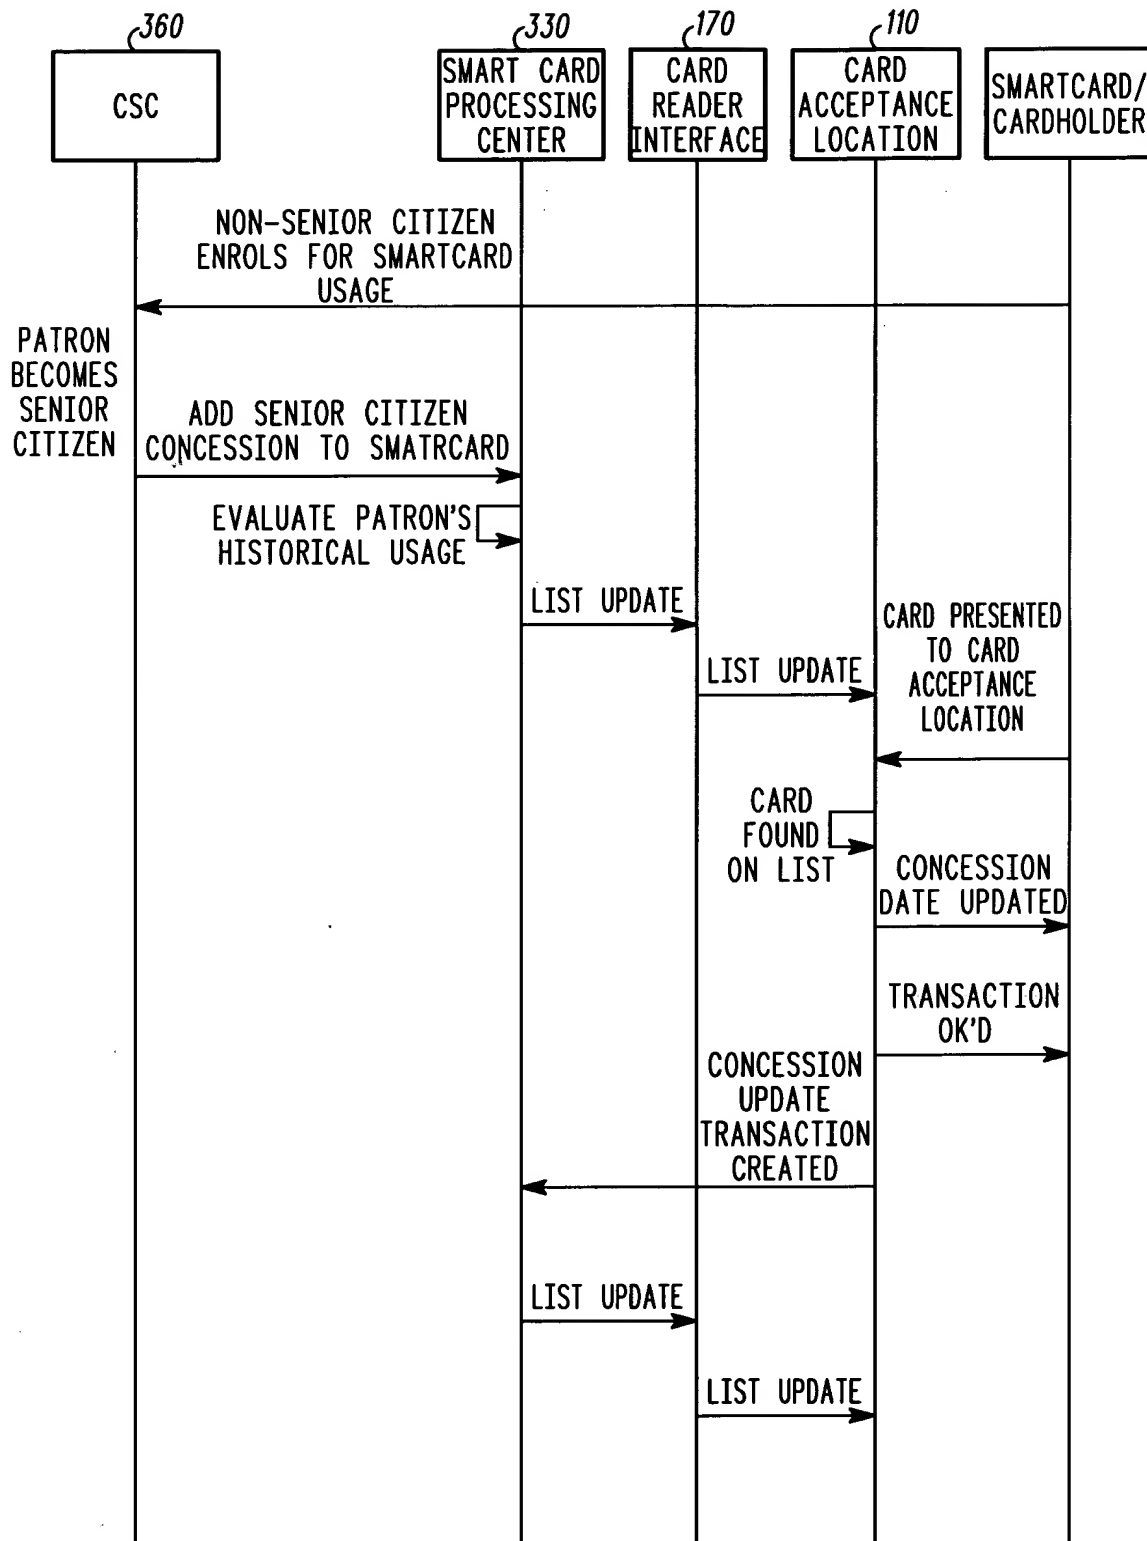 360
330
170
110
CSC
SMART CARD
PROCESSING
CENTER
CARD
READER
INTERFACE
CARD
ACCEPTANCE
LOCATION
SMARTCARD/
CARDHOLDER
NON-SENIOR CITIZEN
ENROLS FOR SMARTCARD
USAGE
PATRON
BECOMES
SENIOR
CITIZEN
ADD SENIOR CITIZEN
CONCESSION TO SMATRCARD
EVALUATE PATRON'S
HISTORICAL USAGE
LIST UPDATE
LIST UPDATE
CARD PRESENTED
TO CARD
ACCEPTANCE
LOCATION
CARD
FOUND
ON LIST
CONCESSION
DATE UPDATED
TRANSACTION
OK'D
CONCESSION
UPDATE
TRANSACTION
CREATED
LIST UPDATE
LIST UPDATE